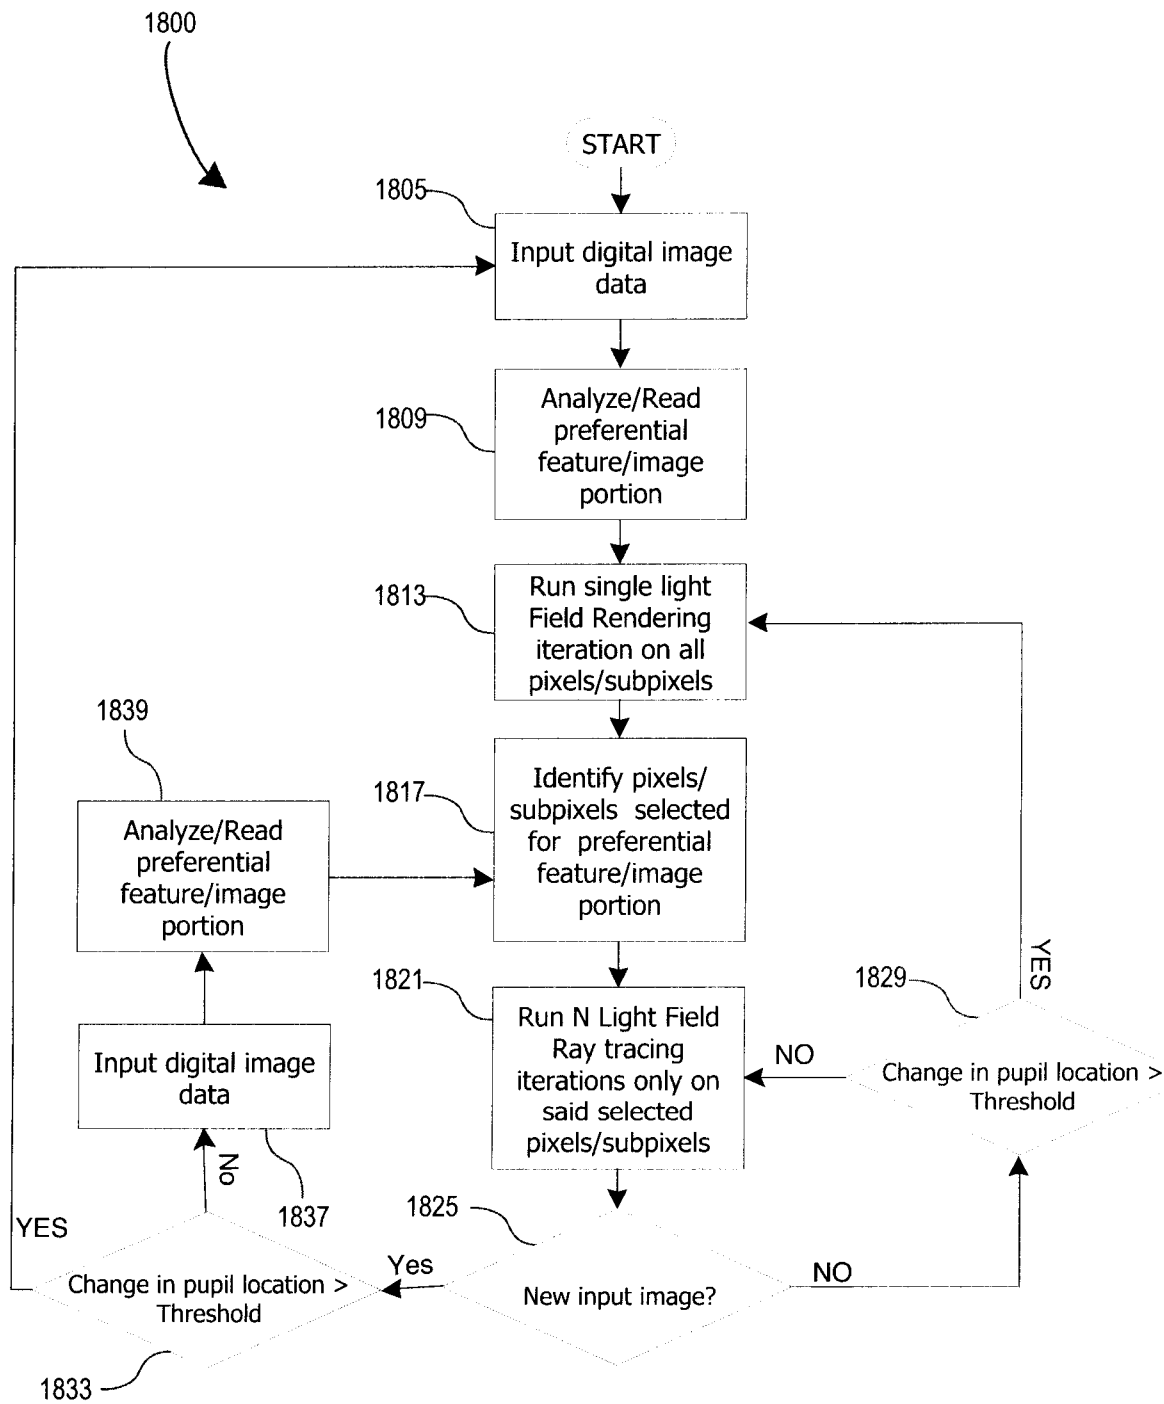 1800
START
1805
Input digital image
data
1809
Analyze/Read
preferential
feature/image
portion
1813
Run single light
Field Rendering
iteration on all
pixels/subpixels
1839
Analyze/Read
preferential
feature/image
portion
1817
Identify pixels/
subpixels selected
for preferential
feature/image
portion
YES
1829
1821
Run N Light Field
Ray tracing
iterations only on
said selected
pixels/subpixels
NO
Change in pupil location >
Threshold
Input digital image
data
No
1837
1825
YES
Change in pupil location >
Threshold
Yes
New input image?
NO
1833